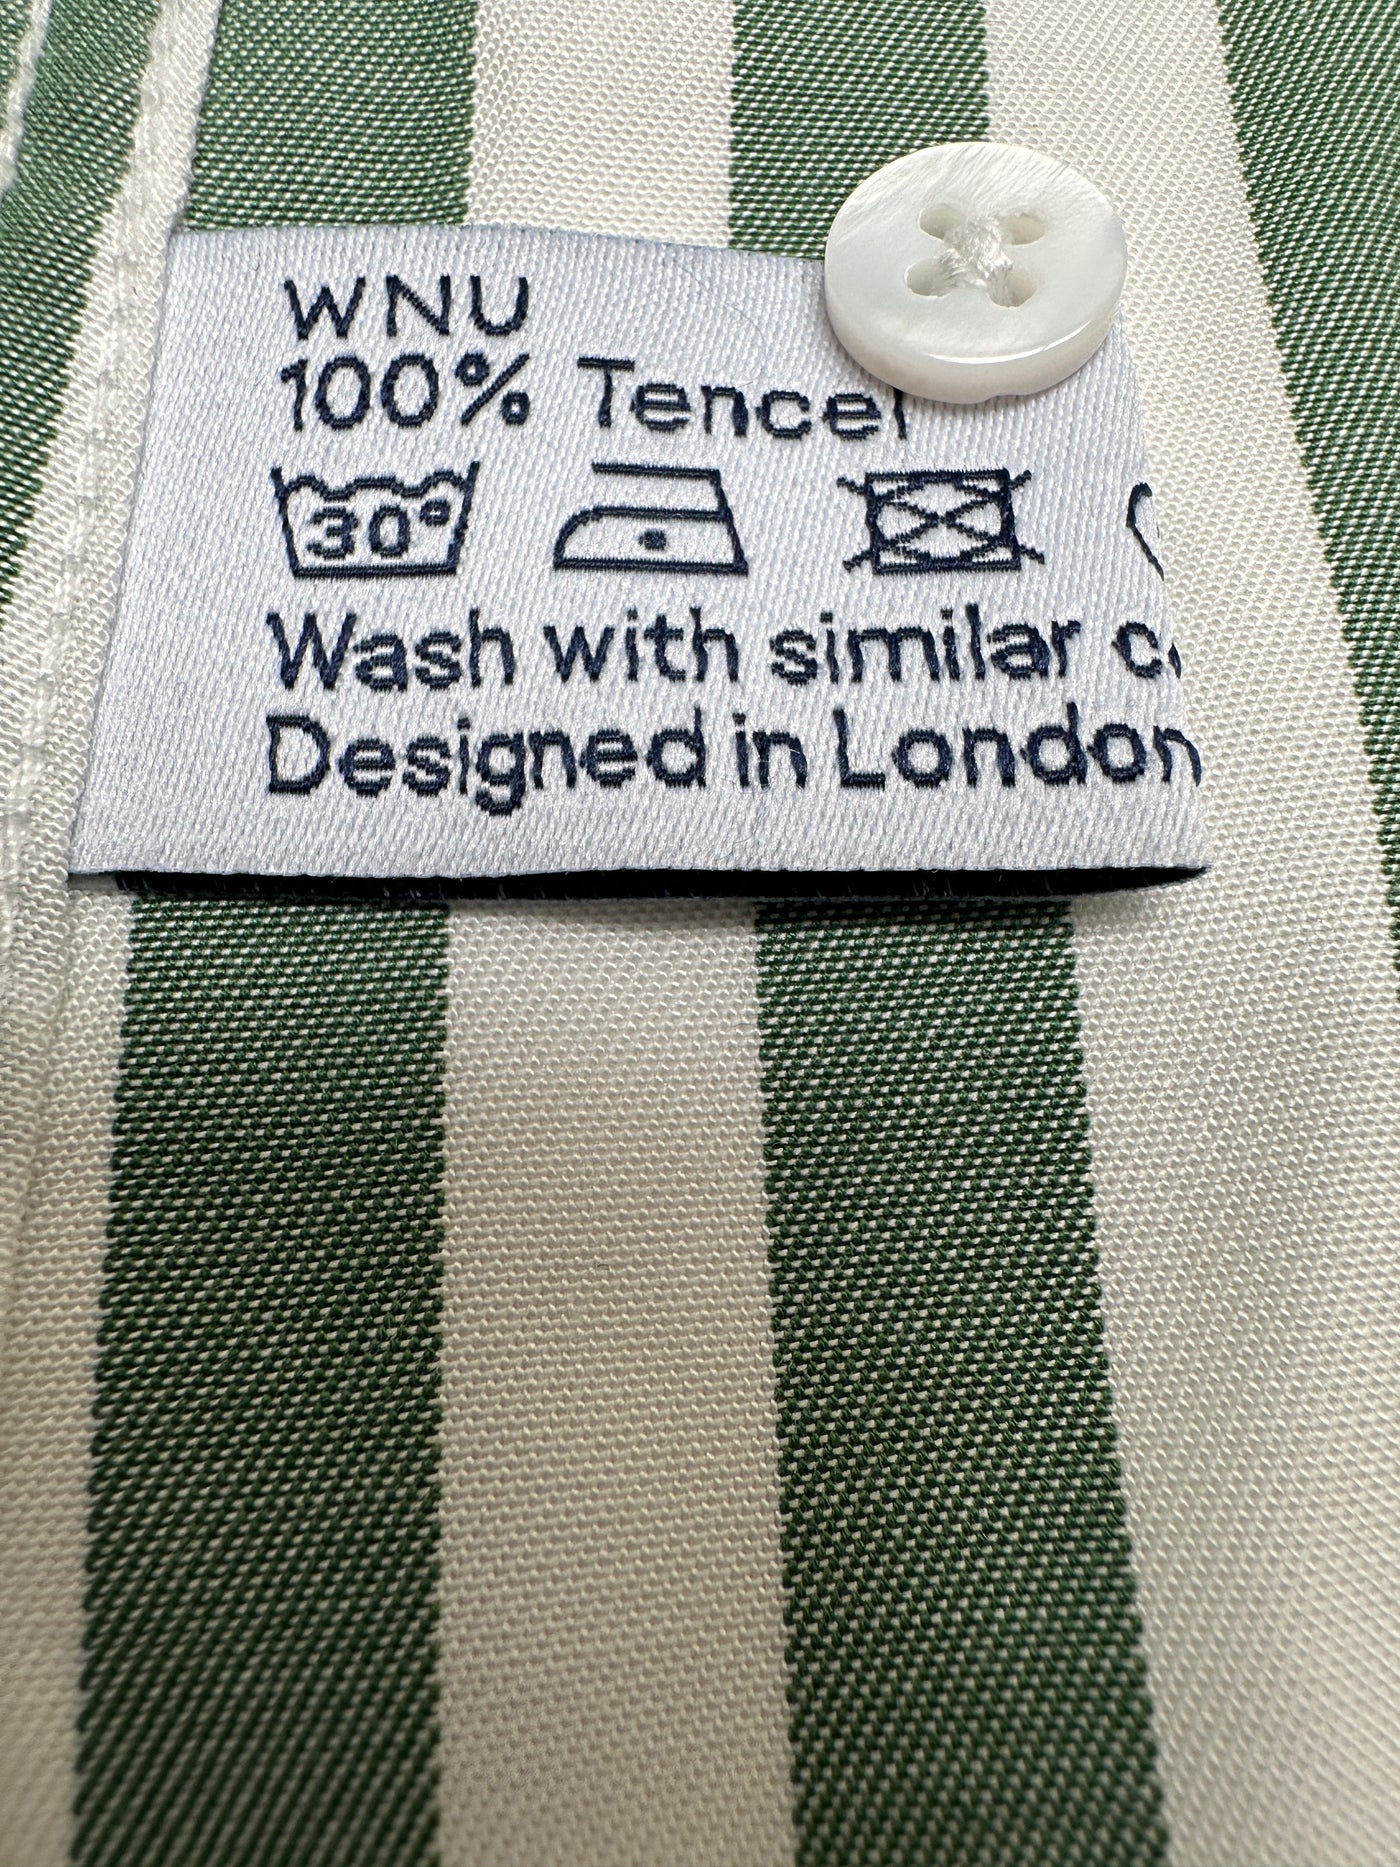 WNU
100% Tencel
30°
Wash with similar
Designed in London